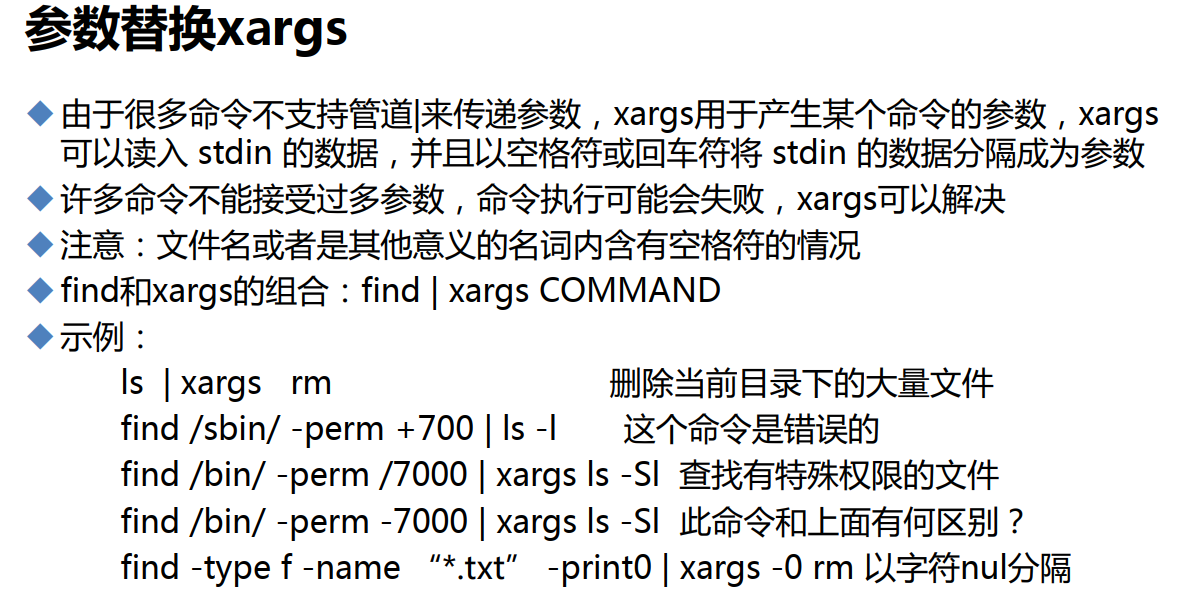 参数替换xargs
◆ 由于很多命令不支持管道|来传递参数，xargs用于产生某个命令的参数，xargs
可以读入 stdin 的数据，并且以空格符或回车符将 stdin 的数据分隔成为参数
◆ 许多命令不能接受过多参数，命令执行可能会失败，xargs可以解决
◆ 注意：文件名或者是其他意义的名词内含有空格符的情况
◆ find和xargs的组合：find | xargs COMMAND
◆ 示例：
ls | xargs rm 删除当前目录下的大量文件
find /sbin/ -perm +700 | ls -l 这个命令是错误的
find /bin/ -perm /7000 | xargs ls -Sl 查找有特殊权限的文件
find /bin/ -perm -7000 | xargs ls -Sl 此命令和上面有何区别？
find -type f -name “*.txt” -print0 | xargs -0 rm 以字符nul分隔